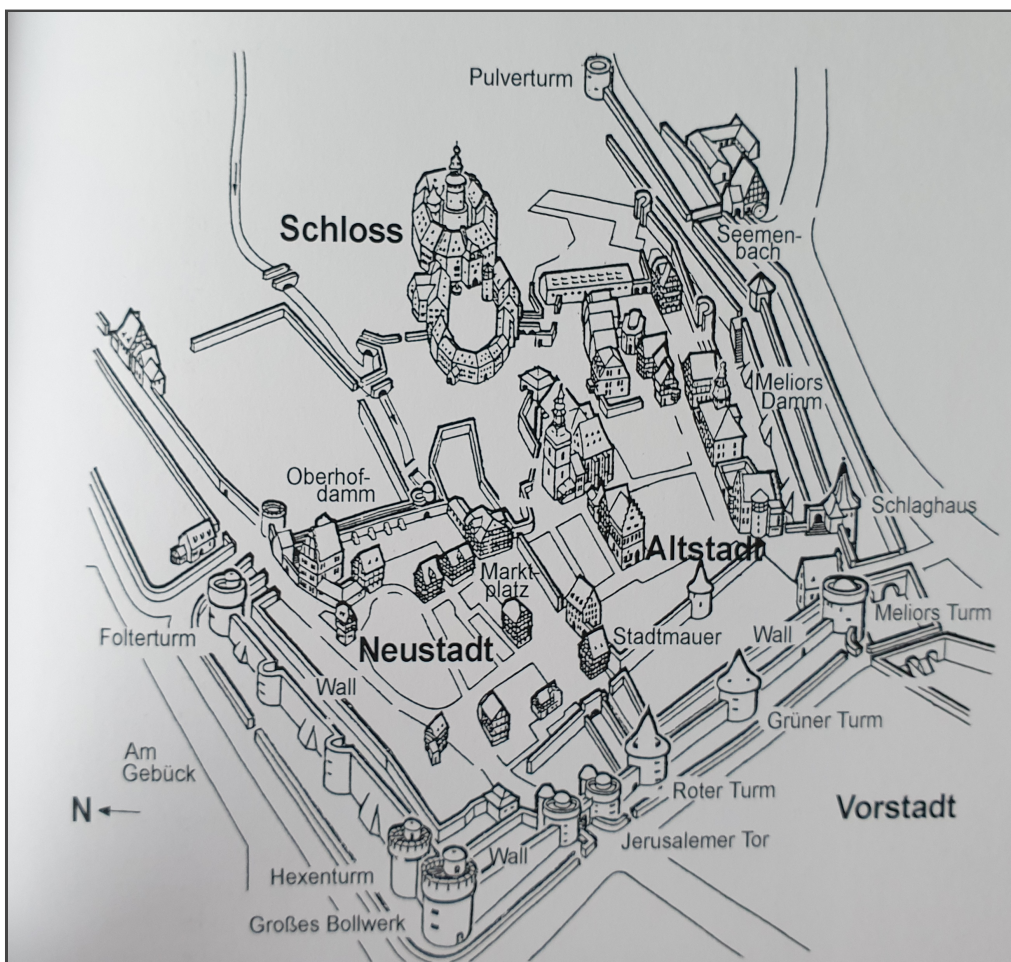 Pulverturm
Schloss
Seemen-
bach
Meliors
Damm
Oberhof-
damm
Schlaghaus
Altstadt
Markt-
platz
Meliors Turm
Folterturm
Stadtmauer
Wall
Neustadt
Wall
Grüner Turm
Am
Gebück
Roter Turm
N
Vorstadt
Jerusalemer Tor
Wall
Hexenturm
Großes Bollwerk